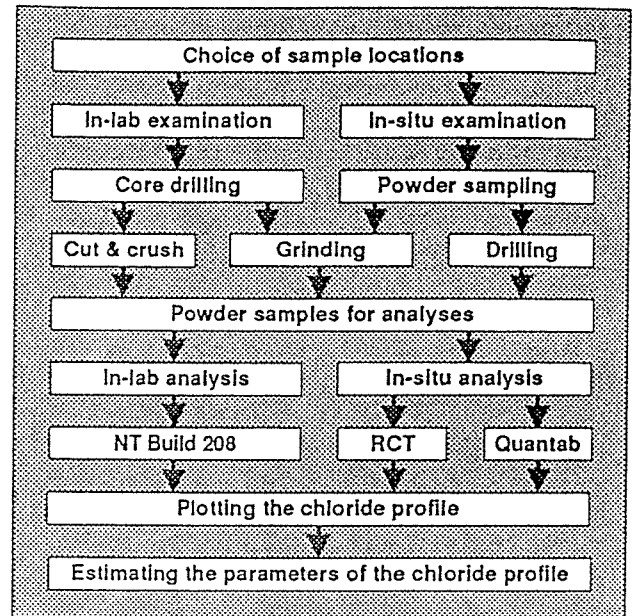 Choice of sample locations
In-lab examination
In-situ examination
Core drilling
Powder sampling
Cut & crush
Grinding
Drilling
Powder samples for analyses
In-lab analysis
In-situ analysis
NT Build 208
RCT
Quantab
Plotting the chloride profile
Estimating the parameters of the chloride profile